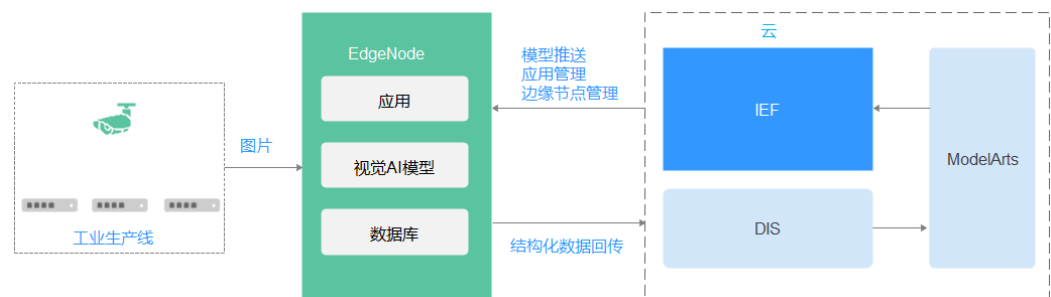 云
EdgeNode
模型推送
应用管理
边缘节点管理
应用
IEF
图片
视觉AI模型
ModelArts
数据库
DIS
工业生产线
结构化数据回传